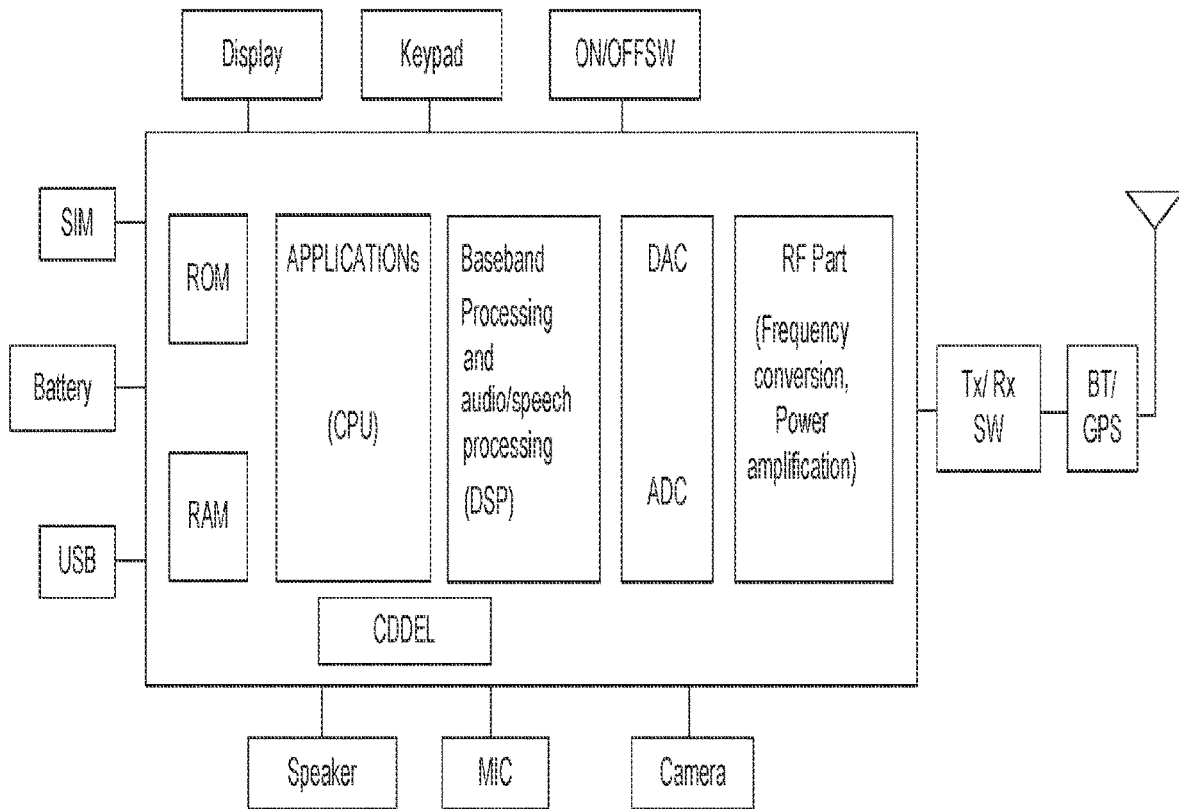 Display
Keypad
ON/OFFSW
SIM
Battery
USB
ROM
RAM
APPLICATIONs
(CPU)
Baseband
Processing
and
audio/speech
processing
(DSP)
DAC
ADC
RF Part
(Frequency
conversion,
Power
amplification)
Tx/ Rx
SW
BT/
GPS
CDDEL
Speaker
MIC
Camera